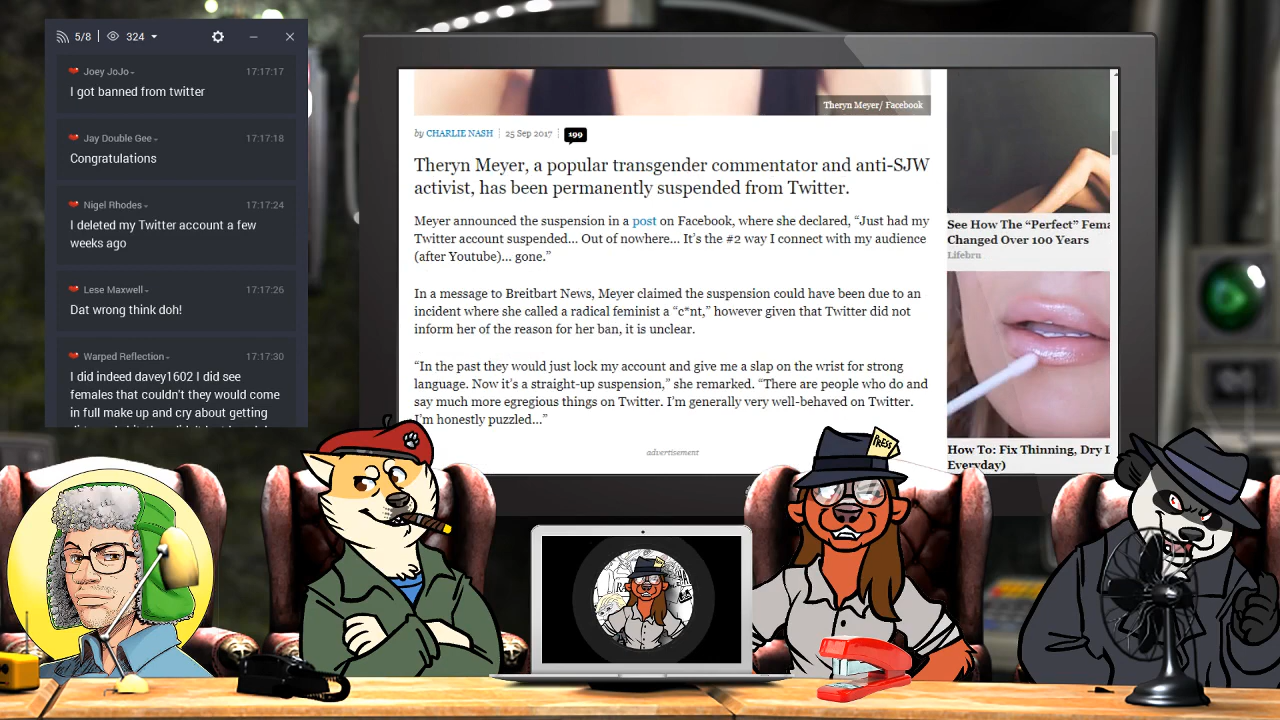 5/8 324
Joey JoJo 17:17:17
I got banned from twitter
Jay Double Gee 17:17:18
Congratulations
Nigel Rhodes 17:17:24
I deleted my Twitter account a few
weeks ago
Lese Maxwell 17:17:26
Dat wrong think doh!
Warped Reflection 17:17:30
I did indeed davey1602 I did see
females that couldn't they would come
in full make up and cry about getting
Theryn Meyer/ Facebook
by CHARLIE NASH 25 Sep 2017 199
Theryn Meyer, a popular transgender commentator and anti-SJW
activist, has been permanently suspended from Twitter.
Meyer announced the suspension in a post on Facebook, where she declared, “Just had my
Twitter account suspended… Out of nowhere… It’s the #2 way I connect with my audience
(after Youtube)… gone.”
In a message to Breitbart News, Meyer claimed the suspension could have been due to an
incident where she called a radical feminist a “c*nt,” however given that Twitter did not
inform her of the reason for her ban, it is unclear.
“In the past they would just lock my account and give me a slap on the wrist for strong
language. Now it’s a straight-up suspension,” she remarked. “There are people who do and
say much more egregious things on Twitter. I’m generally very well-behaved on Twitter.
I’m honestly puzzled…”
advertisement
See How The “Perfect” Fema
Changed Over 100 Years
Lifebru
How To: Fix Thinning, Dry L
Everyday)
PRESS